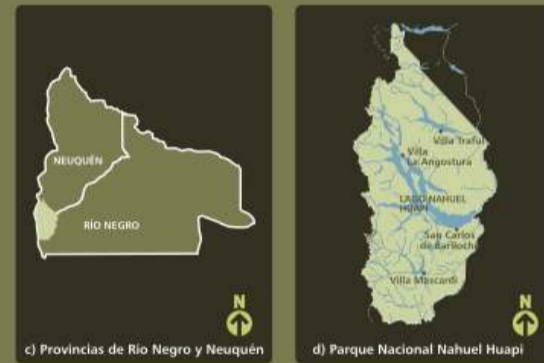 NEUQUÉN
RÍO NEGRO
N
c) Provincias de Río Negro y Neuquén
Villa Traful
Villa
La Angostura
LAGO NAHUEL
HUAPI
San Carlos
de Bariloche
Villa Mascardi
N
d) Parque Nacional Nahuel Huapi